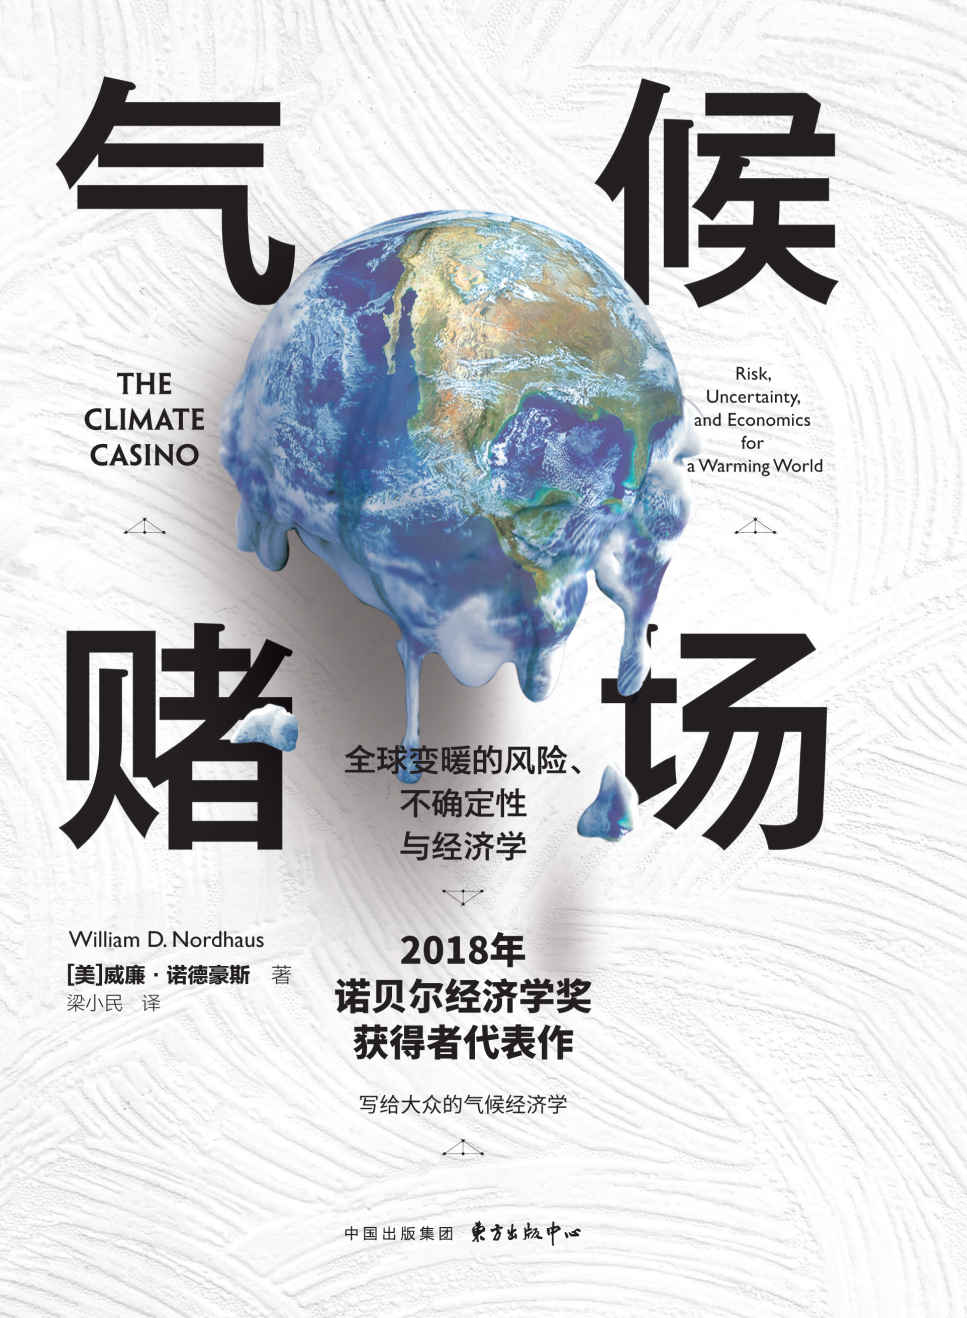 气候
THE
CLIMATE
CASINO
Risk,
Uncertainty,
and Economics
for
a Warming World
赌场
全球变暖的风险、
不确定性
与经济学
William D. Nordhaus
[美]威廉·诺德豪斯 著
梁小民 译
2018年
诺贝尔经济学奖
获得者代表作
写给大众的气候经济学
中国出版集团 東方出版中心